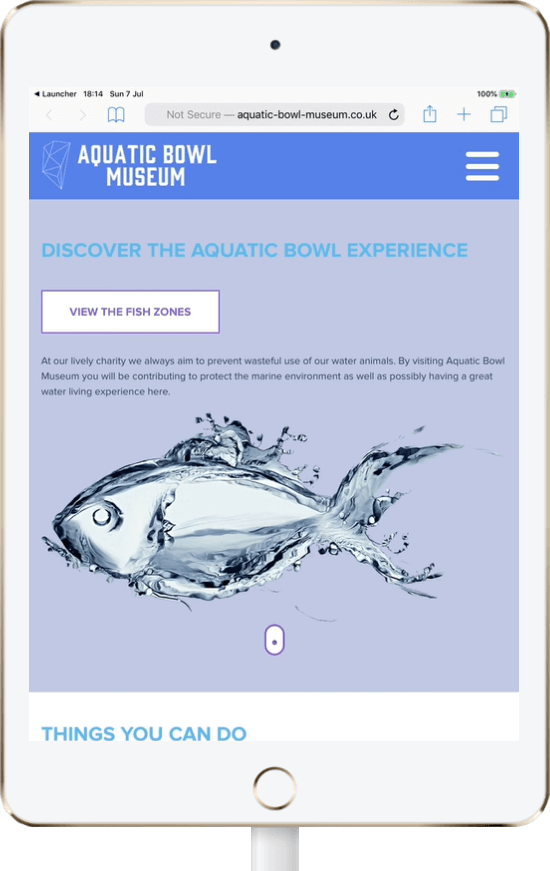 Launcher 18:14 Sun 7 Jul 100%
Not Secure — aquatic-bowl-museum.co.uk
AQUATIC BOWL
MUSEUM
DISCOVER THE AQUATIC BOWL EXPERIENCE
VIEW THE FISH ZONES
At our lively charity we always aim to prevent wasteful use of our water animals. By visiting Aquatic Bowl
Museum you will be contributing to protect the marine environment as well as possibly having a great
water living experience here.
THINGS YOU CAN DO